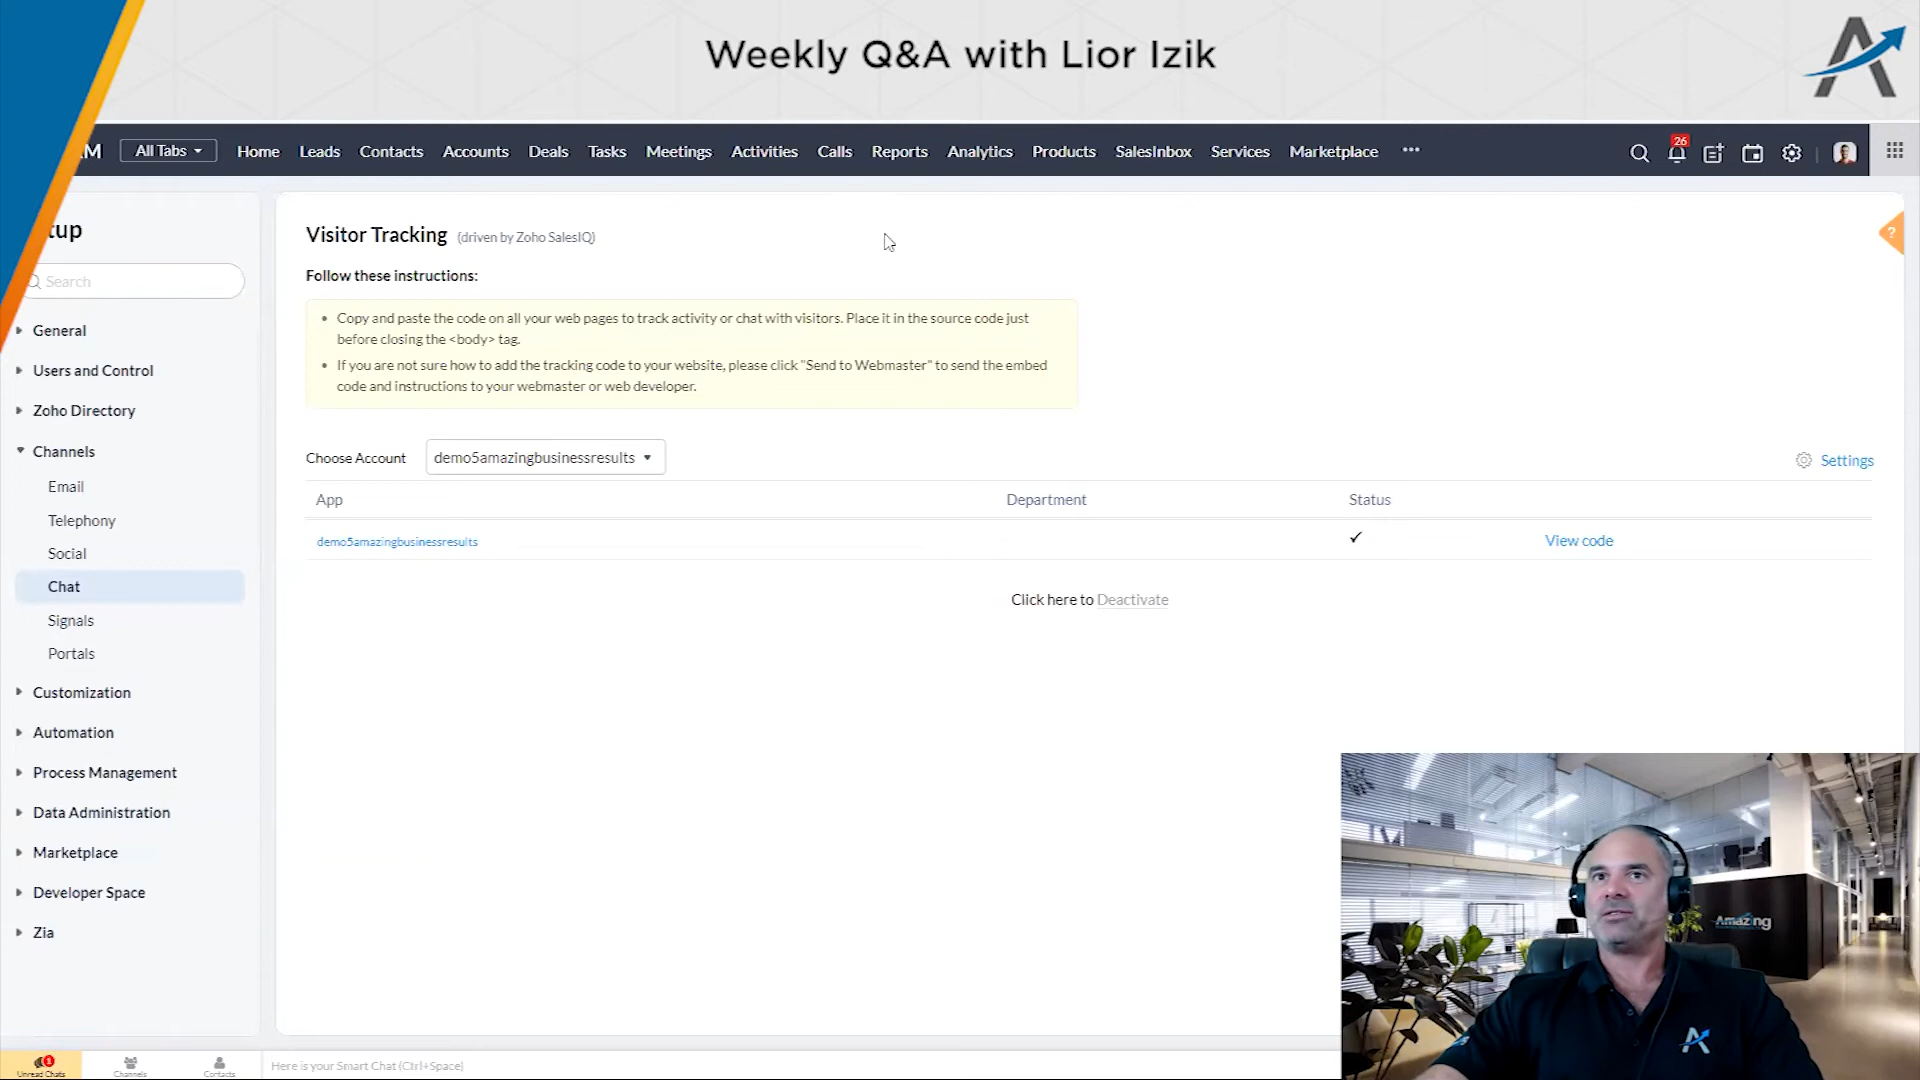 Weekly Q&A with Lior Izik
All Tabs
Home
Leads
Contacts
Accounts
Deals
Tasks
Meetings
Activities
Calls
Reports
Analytics
Products
SalesInbox
Services
Marketplace
26
Search
General
Users and Control
Zoho Directory
Channels
Email
Telephony
Social
Chat
Signals
Portals
Customization
Automation
Process Management
Data Administration
Marketplace
Developer Space
Zia
Visitor Tracking (driven by Zoho SalesIQ)
?
Follow these instructions:
Copy and paste the code on all your web pages to track activity or chat with visitors. Place it in the source code just
before closing the <body> tag.
If you are not sure how to add the tracking code to your website, please click "Send to Webmaster" to send the embed
code and instructions to your webmaster or web developer.
Choose Account
demo5amazingbusinessresults
Settings
App
Department
Status
demo5amazingbusinessresults
View code
Click here to Deactivate
Amazing
1
Unread Chats
Channels
Contacts
Here is your Smart Chat (Ctrl+Space)